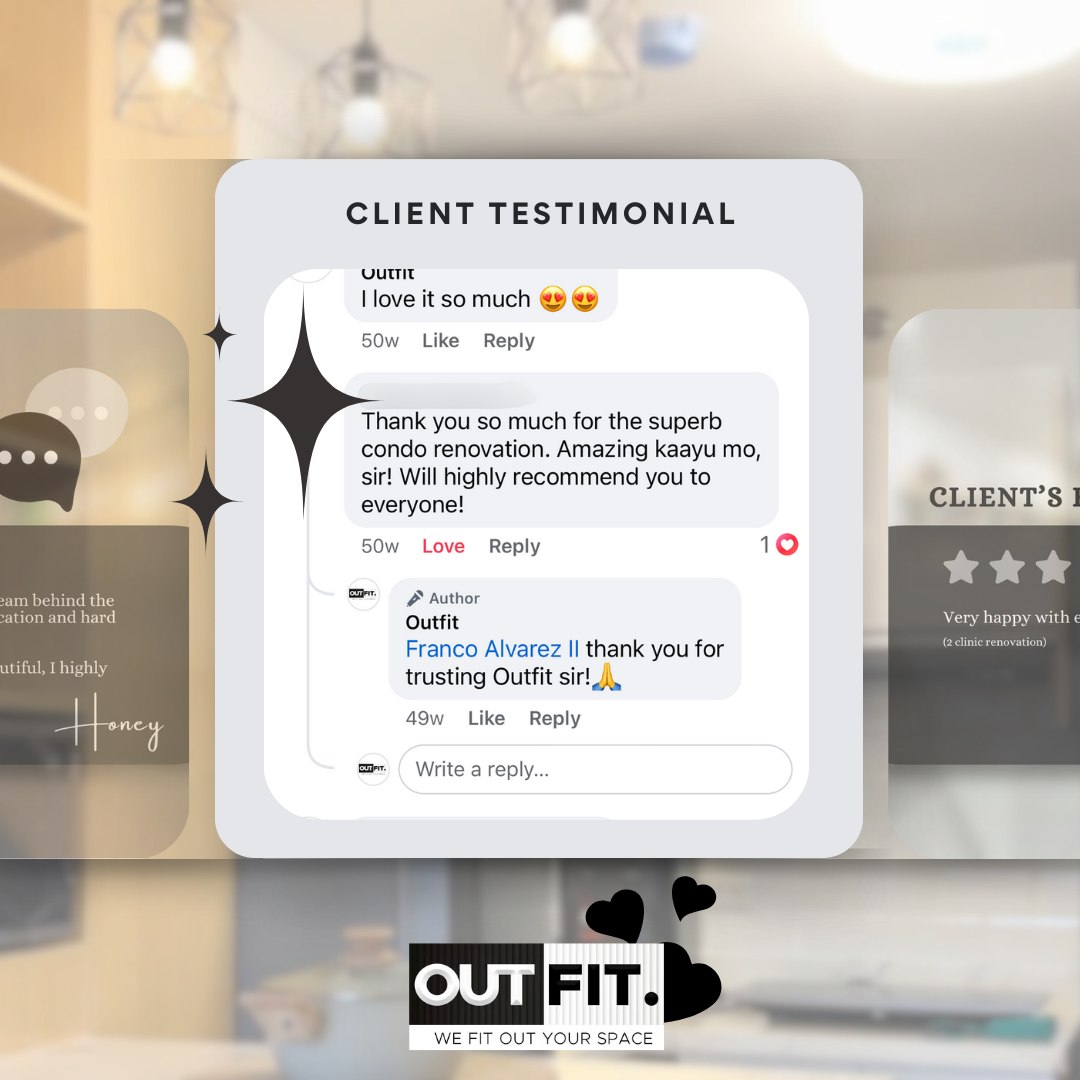 CLIENT TESTIMONIAL
Outfit
I love it so much 😍😍
50w Like Reply
Thank you so much for the superb
condo renovation. Amazing kaayu mo,
sir! Will highly recommend you to
everyone!
50w Love Reply 1
OUTFIT.
Author
Outfit
Franco Alvarez II thank you for
trusting Outfit sir!🙏
49w Like Reply
OUTFIT.
Write a reply...
eam behind the
cation and hard
utiful, I highly
Honey
CLIENT'S
Very happy with
(2 clinic renovation)
OUTFIT.
WE FIT OUT YOUR SPACE